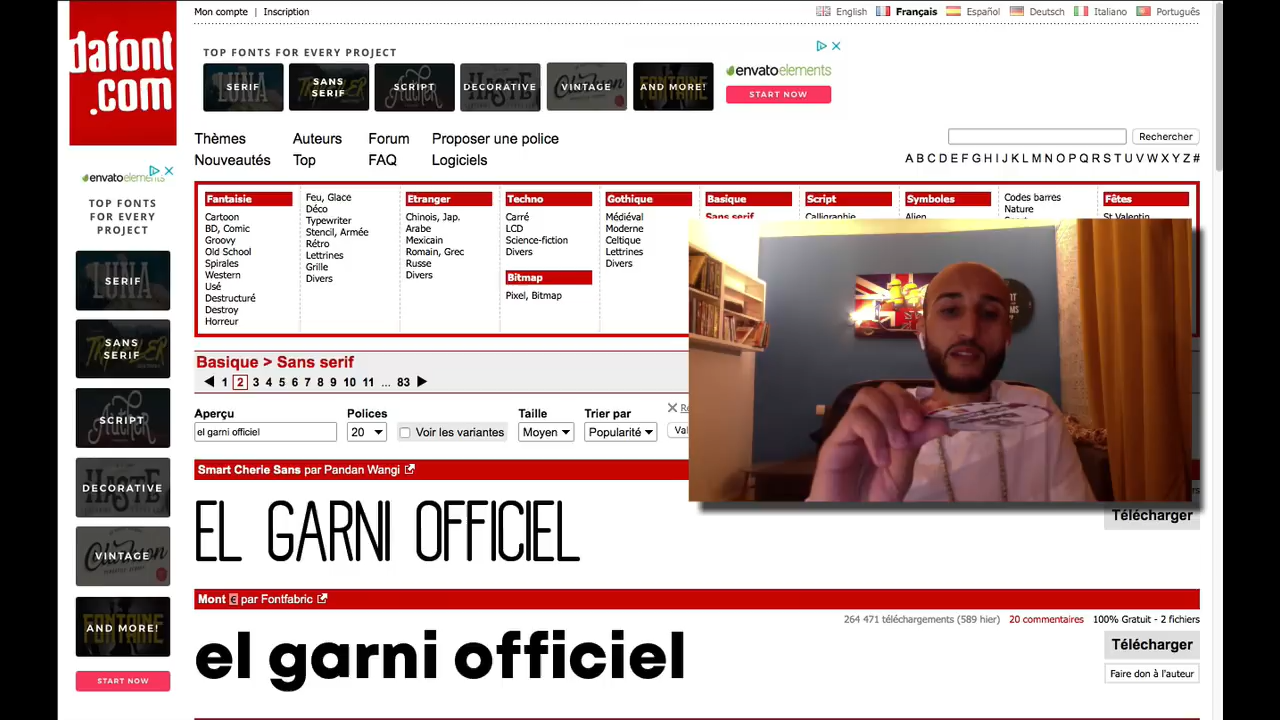 Mon compte | Inscription
English Français Español Deutsch Italiano Português
dafont
.com
TOP FONTS FOR EVERY PROJECT
SERIF
SANS SERIF
SCRIPT
DECORATIVE
VINTAGE
AND MORE!
envatoelements
START NOW
Thèmes Auteurs Forum Proposer une police
Nouveautés Top FAQ Logiciels
Rechercher
A B C D E F G H I J K L M N O P Q R S T U V W X Y Z #
envatoelements
TOP FONTS
FOR EVERY
PROJECT
SERIF
SANS
SERIF
SCRIPT
DECORATIVE
VINTAGE
AND MORE!
START NOW
Fantaisie
Cartoon
BD, Comic
Groovy
Old School
Spirales
Western
Usé
Destructuré
Destroy
Horreur
Feu, Glace
Déco
Typewriter
Stencil, Armée
Rétro
Lettrines
Grille
Divers
Etranger
Chinois, Jap.
Arabe
Mexicain
Romain, Grec
Russe
Divers
Techno
Carré
LCD
Science-fiction
Divers
Bitmap
Pixel, Bitmap
Gothique
Médiéval
Moderne
Celtique
Lettrines
Divers
Basique
Sans serif
Script
Calligraphie
Symboles
Alien
Codes barres
Nature
Fêtes
St Valentin
Basique > Sans serif
1 2 3 4 5 6 7 8 9 10 11 ... 83
Aperçu Polices Taille Trier par
el garni officiel 20 Voir les variantes Moyen Popularité
Smart Cherie Sans par Pandan Wangi
EL GARNI OFFICIEL
Télécharger
Mont € par Fontfabric
264 471 téléchargements (589 hier) 20 commentaires 100% Gratuit - 2 fichiers
el garni officiel
Télécharger
Faire don à l'auteur